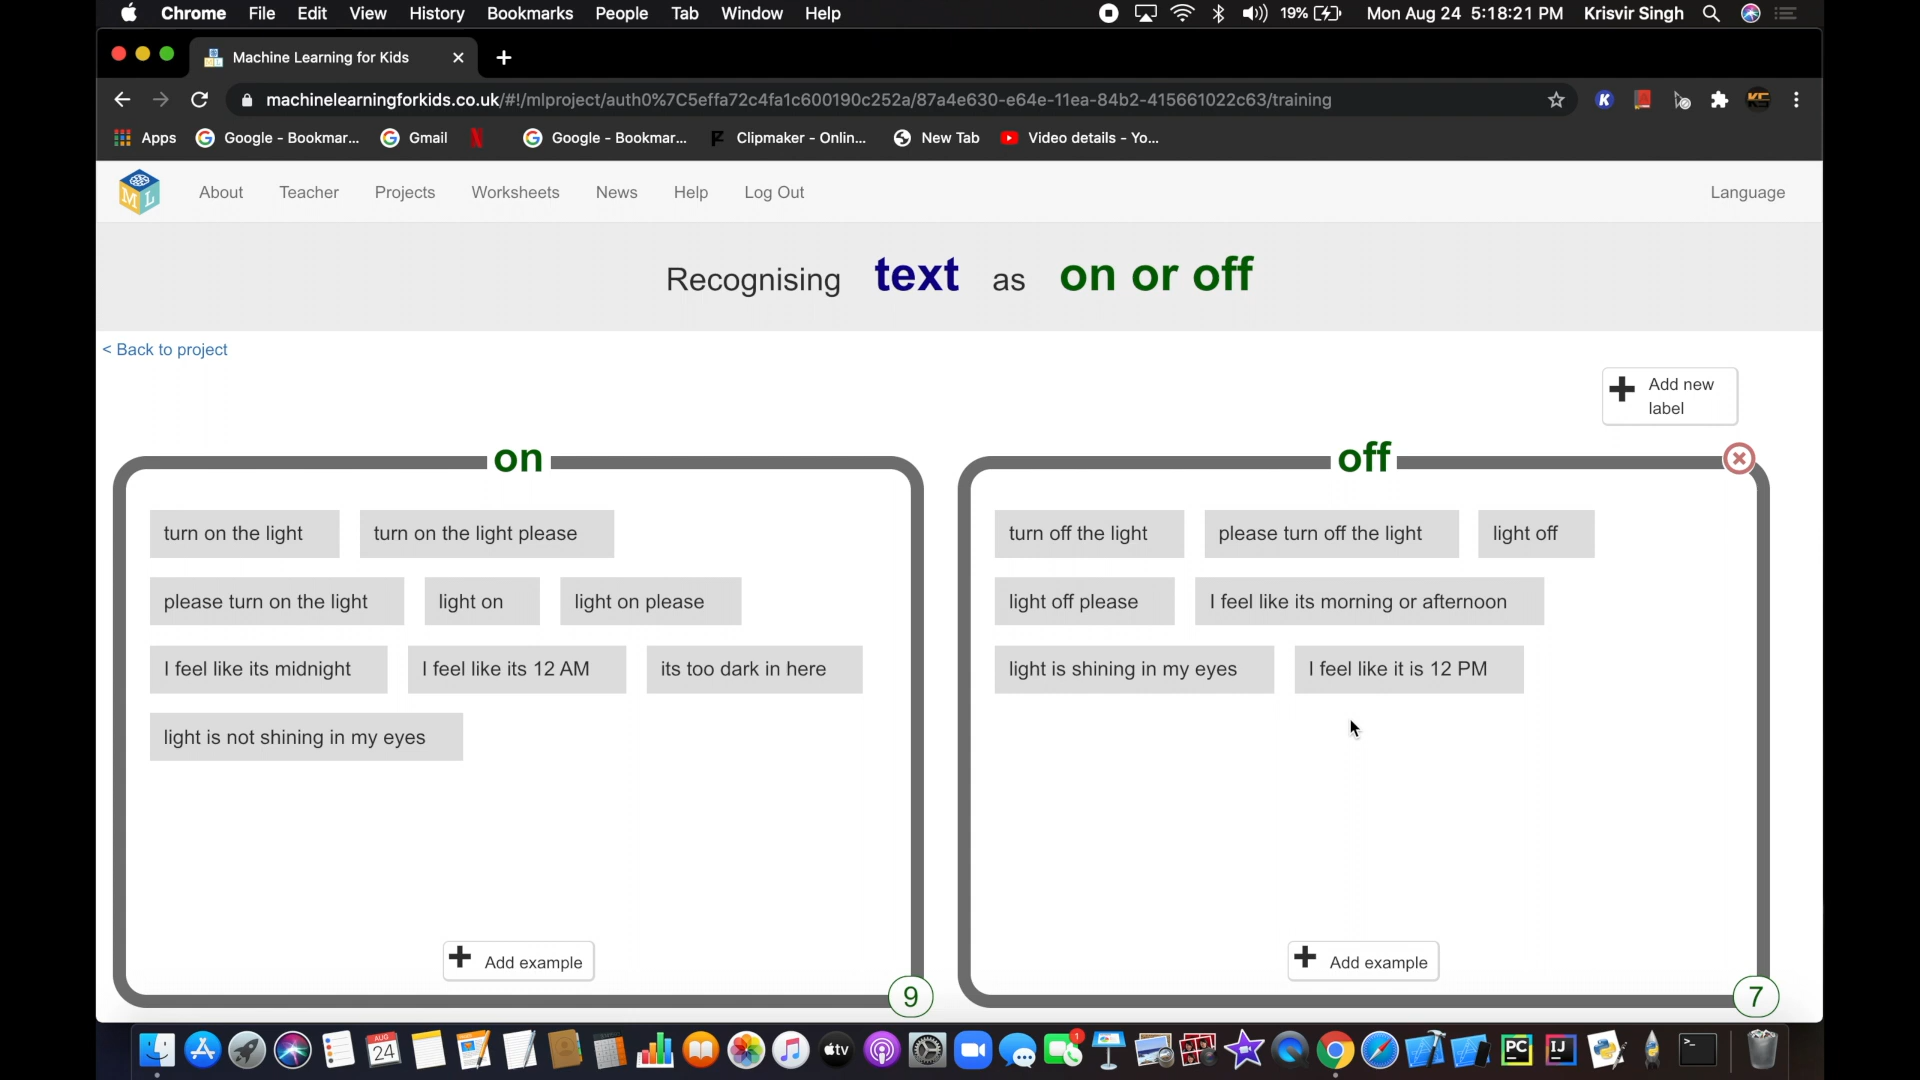 Chrome File Edit View History Bookmarks People Tab Window Help 19% Mon Aug 24 5:18:21 PM Krisvir Singh
Machine Learning for Kids
machinelearningforkids.co.uk/#!/mlproject/auth0%7C5effa72c4fa1c600190c252a/87a4e630-e64e-11ea-84b2-415661022c63/training
Apps Google - Bookmar... Gmail Google - Bookmar... Clipmaker - Onlin... New Tab Video details - Yo...
About Teacher Projects Worksheets News Help Log Out Language
Recognising text as on or off
< Back to project
Add new
label
on
turn on the light turn on the light please
please turn on the light light on light on please
I feel like its midnight I feel like its 12 AM its too dark in here
light is not shining in my eyes
Add example
9
off
turn off the light please turn off the light light off
light off please I feel like its morning or afternoon
light is shining in my eyes I feel like it is 12 PM
Add example
7
AUG
24
tv
1
PC
IJ